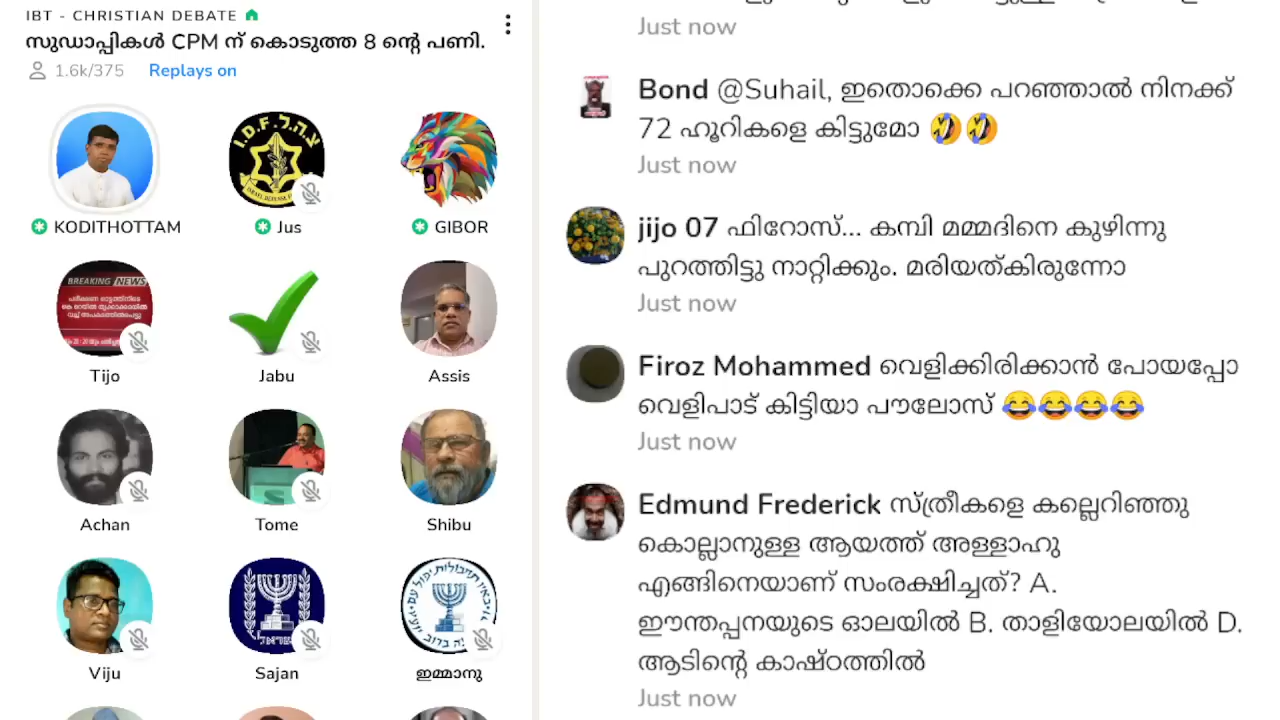 IBT - CHRISTIAN DEBATE
സുഡാപ്പികൾ CPM ന് കൊടുത്ത 8 ന്റെ പണി.
1.6k/375 Replays on
I.D.F. צ.ה.ל.
KODITHOTTAM
Jus
GIBOR
BREAKING NEWS
Tijo
Jabu
Assis
Achan
Tome
Shibu
ישראל
Viju
Sajan
ഇമ്മാനു
Just now
Bond @Suhail, ഇതൊക്കെ പറഞ്ഞാൽ നിനക്ക്
72 ഹൂറികളെ കിട്ടുമോ 🤣🤣
Just now
jijo 07 ഫിറോസ്... കമ്പി മമ്മദിനെ കുഴിന്നു
പുറത്തിട്ടു നാറ്റിക്കും. മരിയത്കിരുന്നോ
Just now
Firoz Mohammed വെളിക്കിരിക്കാൻ പോയപ്പോ
വെളിപാട് കിട്ടിയാ പൗലോസ് 😂😂😂😂
Just now
Edmund Frederick സ്ത്രീകളെ കല്ലെറിഞ്ഞു
കൊല്ലാനുള്ള ആയത്ത് അള്ളാഹു
എങ്ങിനെയാണ് സംരക്ഷിച്ചത്? A.
ഈന്തപ്പനയുടെ ഓലയിൽ B. താളിയോലയിൽ D.
ആടിന്റെ കാഷ്ഠത്തിൽ
Just now